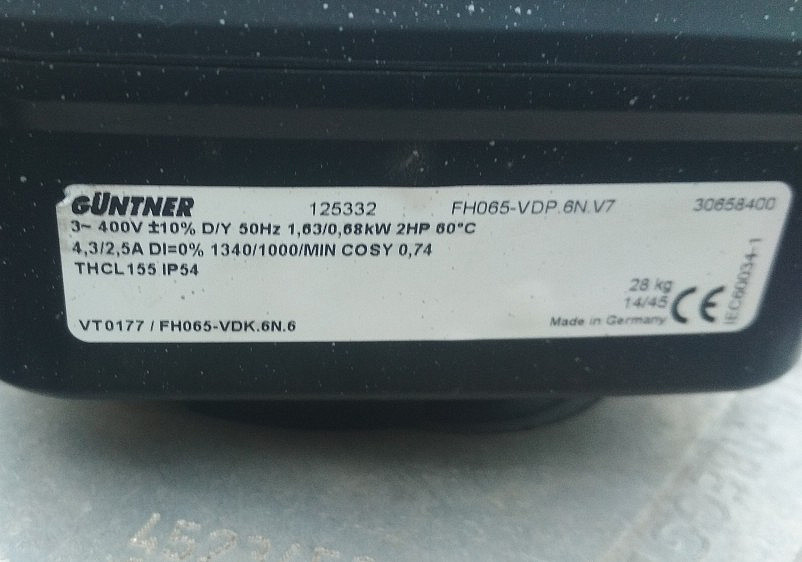 GÜNTNER 125332 FH065-VDP.6N.V7 30658400
3~ 400V ±10% D/Y 50Hz 1,63/0,68kW 2HP 60°C
4,3/2,5A DI=0% 1340/1000/MIN COSY 0,74
THCL155 IP54
28 kg
14/45 CE
IEC60034-1
Made in Germany
VT0177 / FH065-VDK.6N.6